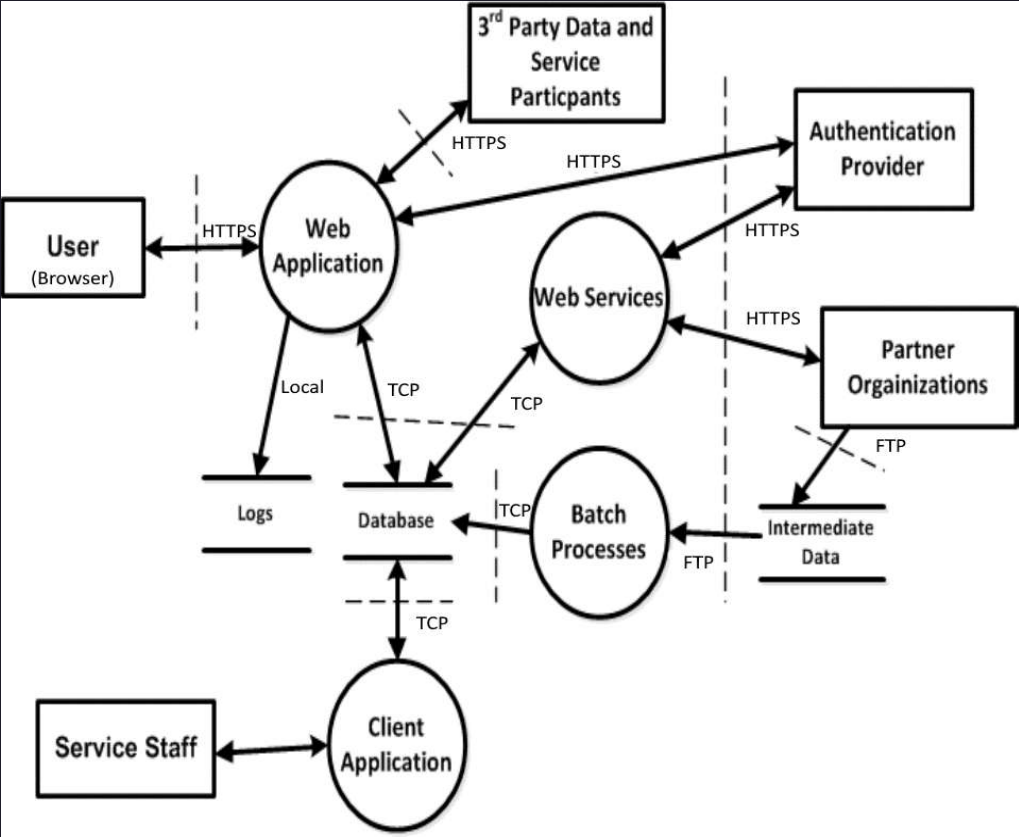 3rd Party Data and
Service
Particpants
HTTPS
HTTPS
Authentication
Provider
User
(Browser)
HTTPS
Web
Application
HTTPS
Web Services
HTTPS
Partner
Orgainizations
Local
TCP
TCP
FTP
Logs
Database
TCP
Batch
Processes
FTP
Intermediate
Data
TCP
Service Staff
Client
Application